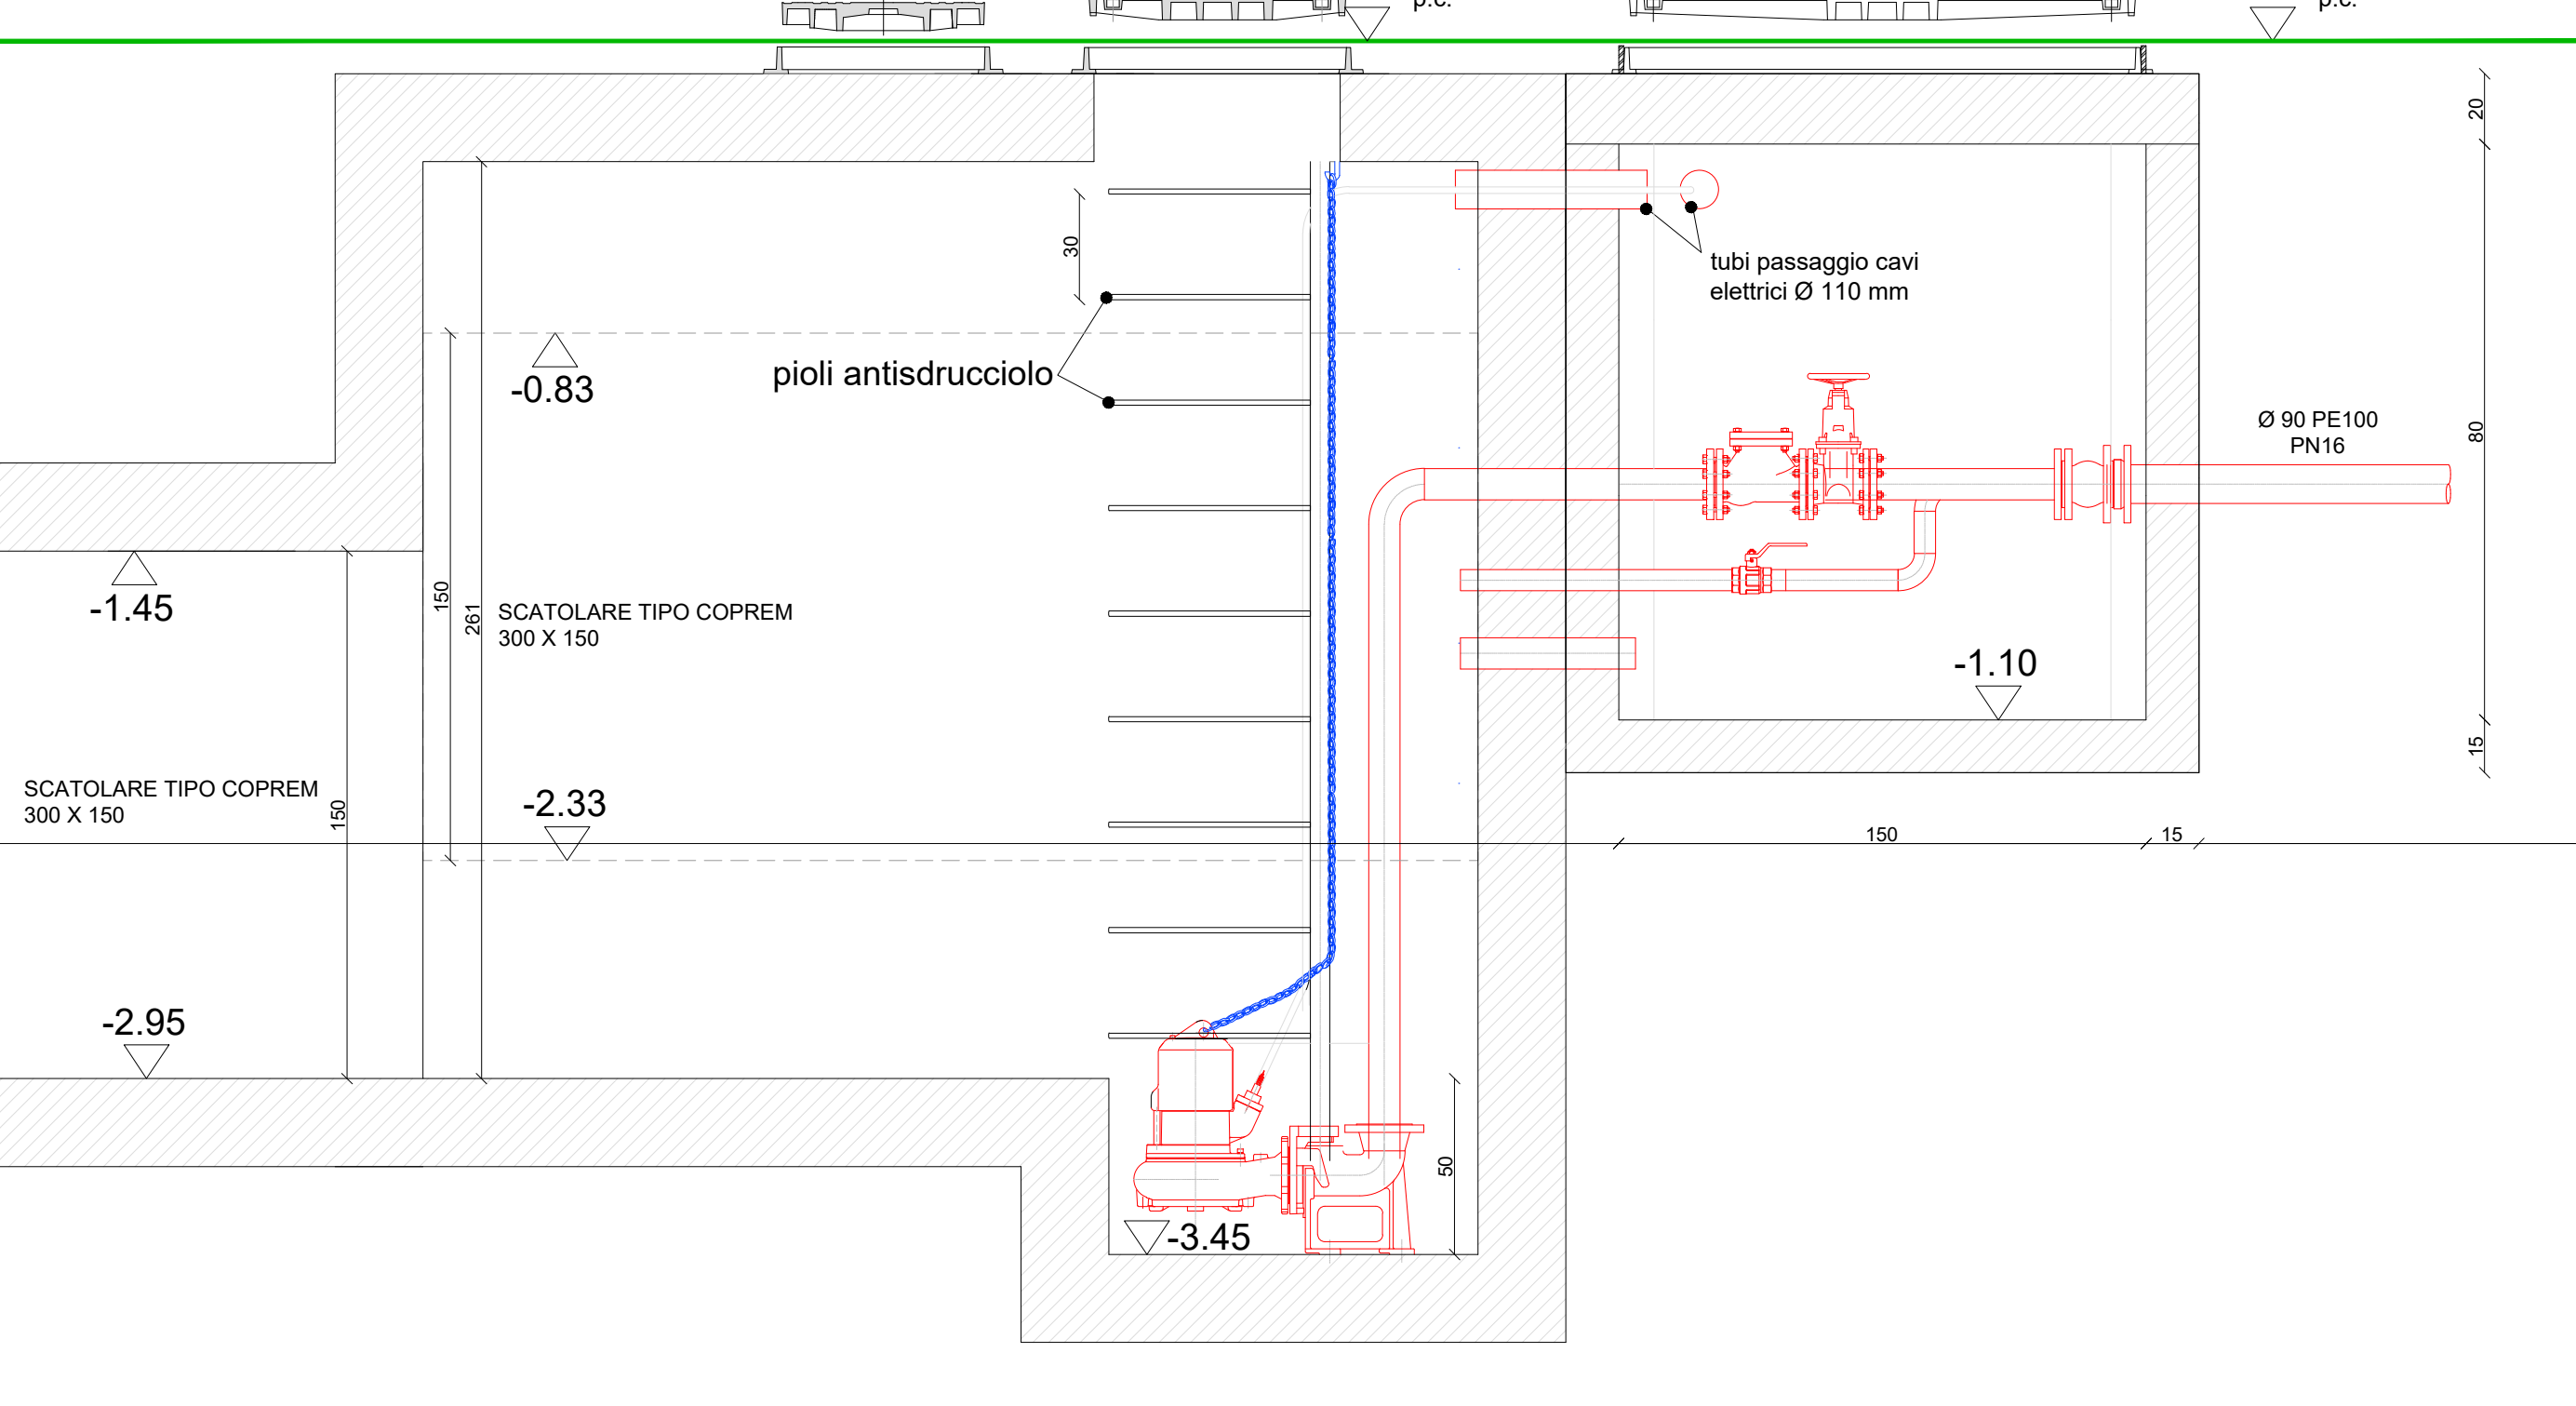 p.c.
p.c.
20
30
tubi passaggio cavi
elettrici Ø 110 mm
-0.83
pioli antisdrucciolo
Ø 90 PE100
PN16
80
-1.45
150
261
SCATOLARE TIPO COPREM
300 X 150
-1.10
15
SCATOLARE TIPO COPREM
300 X 150
150
-2.33
150
15
-2.95
50
-3.45